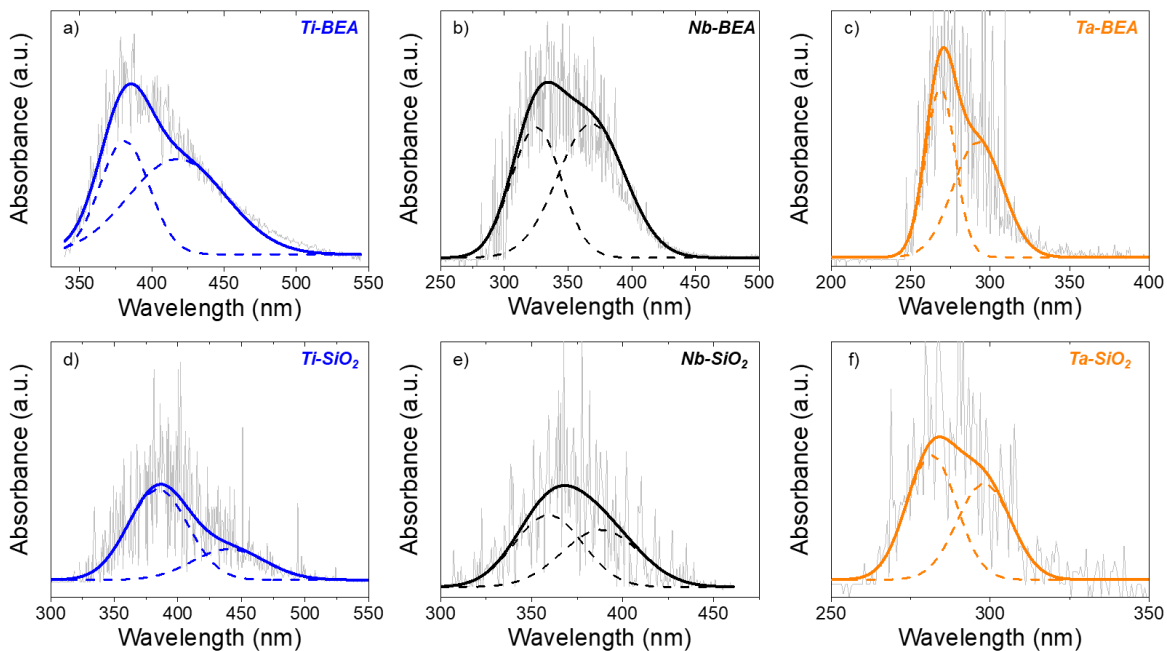 a) Ti-BEA
Absorbance (a.u.)
350 400 450 500 550
Wavelength (nm)
b) Nb-BEA
Absorbance (a.u.)
250 300 350 400 450 500
Wavelength (nm)
c) Ta-BEA
Absorbance (a.u.)
200 250 300 350 400
Wavelength (nm)
d) Ti-SiO₂
Absorbance (a.u.)
300 350 400 450 500 550
Wavelength (nm)
e) Nb-SiO₂
Absorbance (a.u.)
300 350 400 450
Wavelength (nm)
f) Ta-SiO₂
Absorbance (a.u.)
250 300 350
Wavelength (nm)